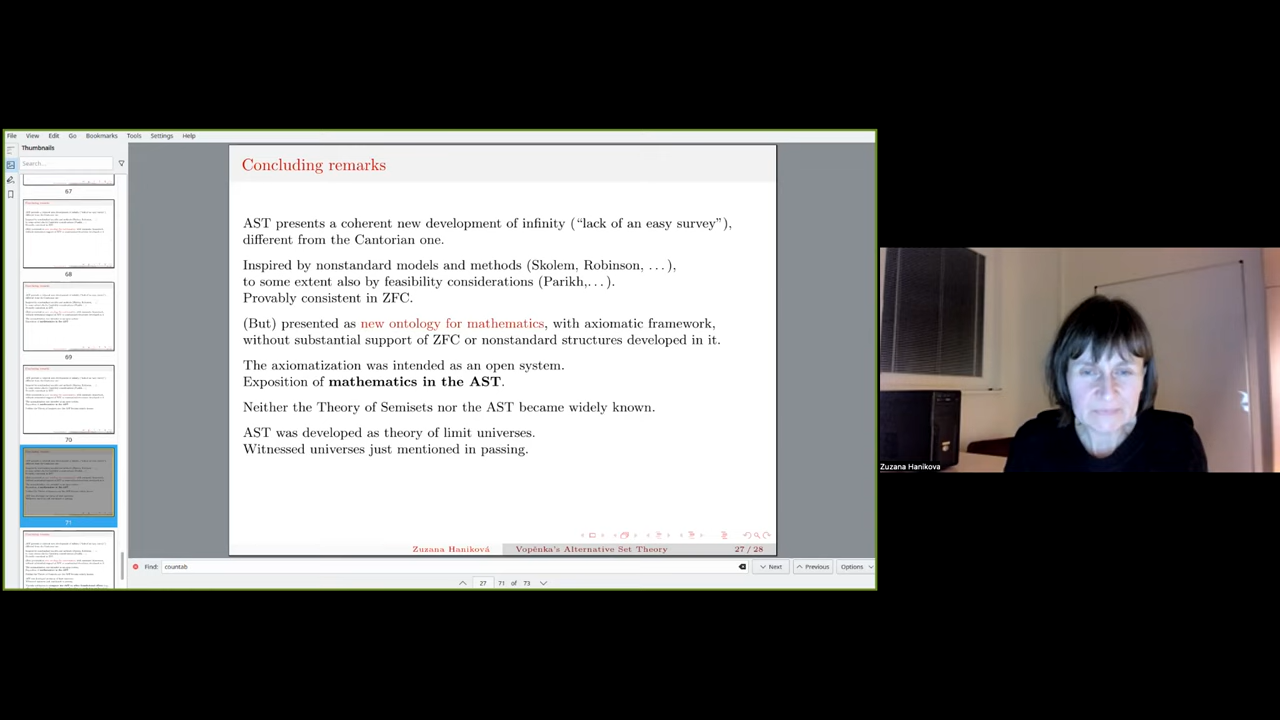 File View Edit Go Bookmarks Tools Settings Help
Thumbnails
Search...
67
68
69
70
71
Concluding remarks
AST presents a coherent new development of infinity (“lack of an easy survey”),
different from the Cantorian one.
Inspired by nonstandard models and methods (Skolem, Robinson, ...),
to some extent also by feasibility considerations (Parikh,...).
Provably consistent in ZFC.
(But) presented as new ontology for mathematics, with axiomatic framework,
without substantial support of ZFC or nonstandard structures developed in it.
The axiomatization was intended as an open system.
Exposition of mathematics in the AST.
Neither the Theory of Semisets nor the AST became widely known.
AST was developed as theory of limit universes.
Witnessed universes just mentioned in passing.
Zuzana Haniková Vopěnka's Alternative Set Theory 27 / 28
Find: countab Next Previous Options
27 71 of 73
Zuzana Hanikova